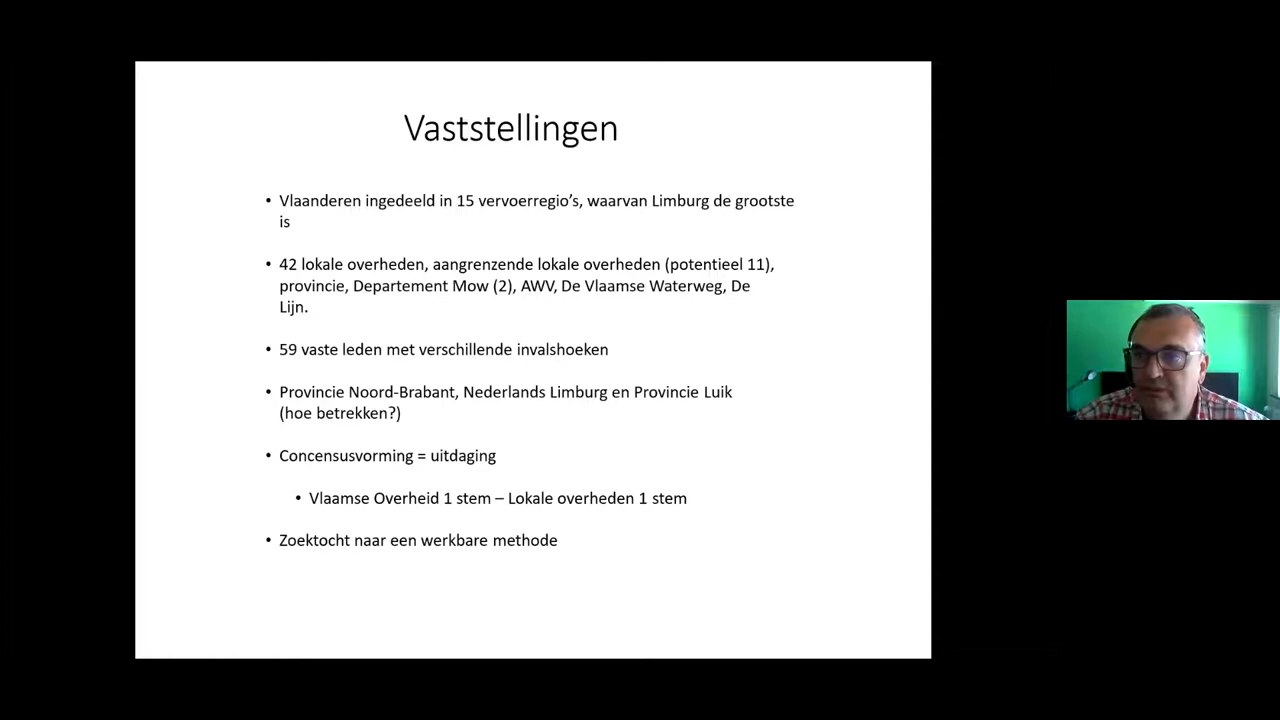 Vaststellingen
• Vlaanderen ingedeeld in 15 vervoerregio’s, waarvan Limburg de grootste
is
• 42 lokale overheden, aangrenzende lokale overheden (potentieel 11),
provincie, Departement Mow (2), AWV, De Vlaamse Waterweg, De
Lijn.
• 59 vaste leden met verschillende invalshoeken
• Provincie Noord-Brabant, Nederlands Limburg en Provincie Luik
(hoe betrekken?)
• Concensusvorming = uitdaging
• Vlaamse Overheid 1 stem – Lokale overheden 1 stem
• Zoektocht naar een werkbare methode